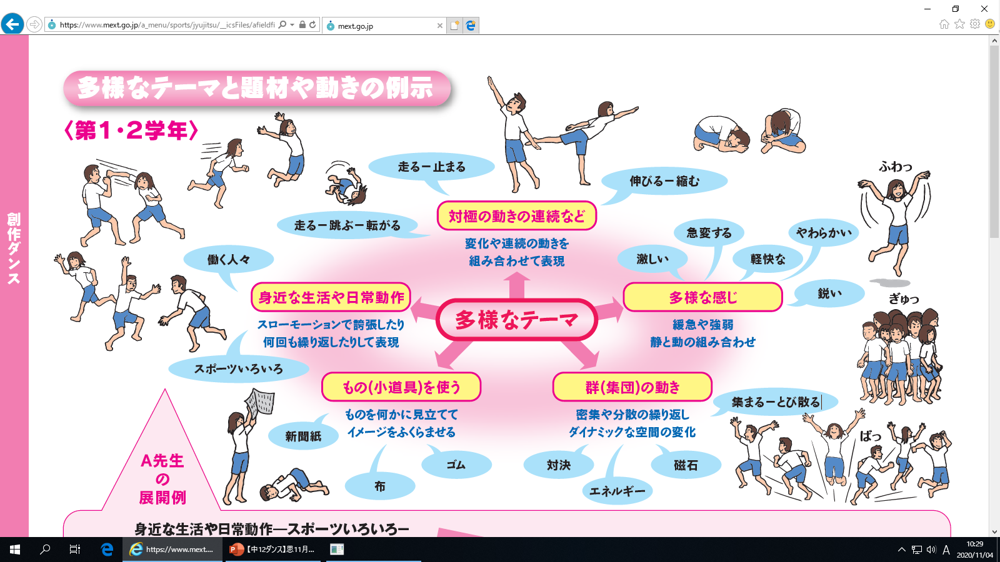 https://www.mext.go.jp/a_menu/sports/jyujitsu/__icsFiles/afieldfi
mext.go.jp
創作ダンス
多様なテーマと題材や動きの例示
〈第1・2学年〉
走る－止まる
伸びる－縮む
ふわっ
対極の動きの連続など
走る－跳ぶ－転がる
変化や連続の動きを
組み合わせて表現
急変する
やわらかい
働く人々
激しい
軽快な
身近な生活や日常動作
多様な感じ
鋭い
ぎゅっ
多様なテーマ
スローモーションで誇張したり
何回も繰り返したりして表現
緩急や強弱
静と動の組み合わせ
スポーツいろいろ
もの(小道具)を使う
群(集団)の動き
集まる－とび散る
ものを何かに見立てて
イメージをふくらませる
密集や分散の繰り返し
ダイナミックな空間の変化
新聞紙
ばっ
ゴム
布
対決
磁石
エネルギー
A先生
の
展開例
身近な生活や日常動作―スポーツいろいろ－
https://www.mext....
【中12ダンス】思11月...
A
10:29
2020/11/04